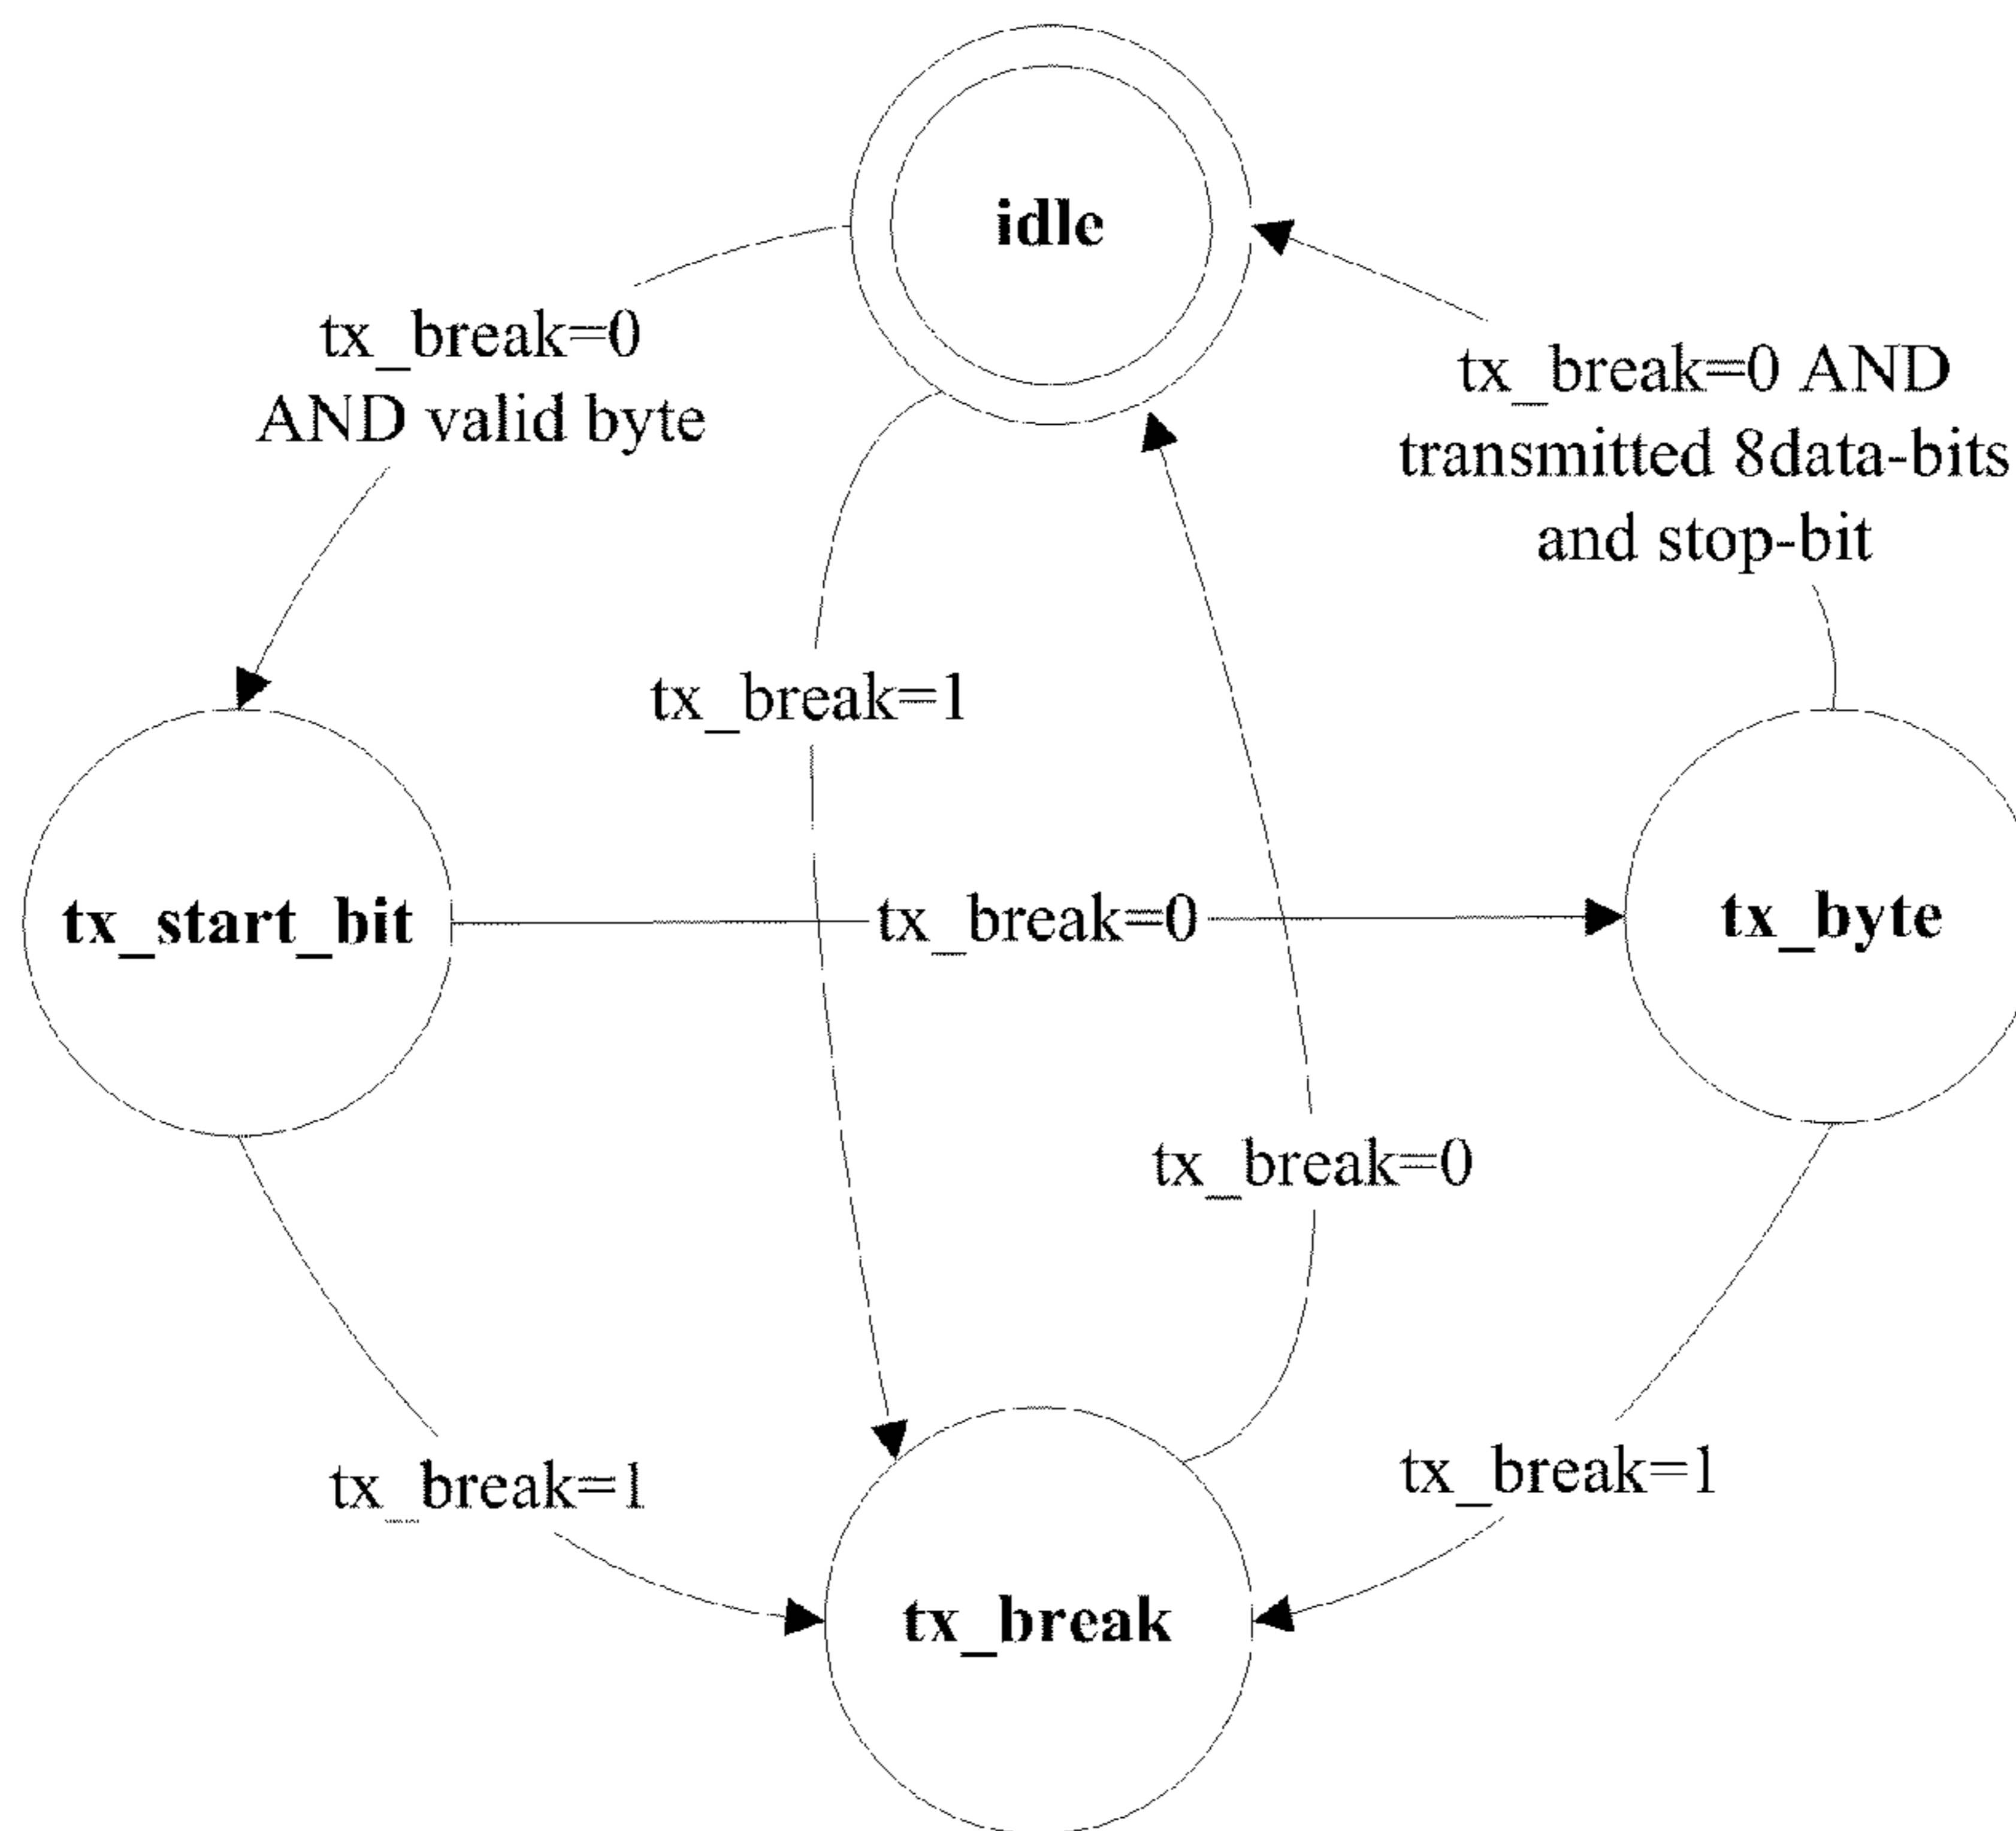 idle
tx_break=0
AND valid byte
tx_break=0 AND
transmitted 8data-bits
and stop-bit
tx_break=1
tx_start_bit
tx_break=0
tx_byte
tx_break=0
tx_break=1
tx_break=1
tx_break